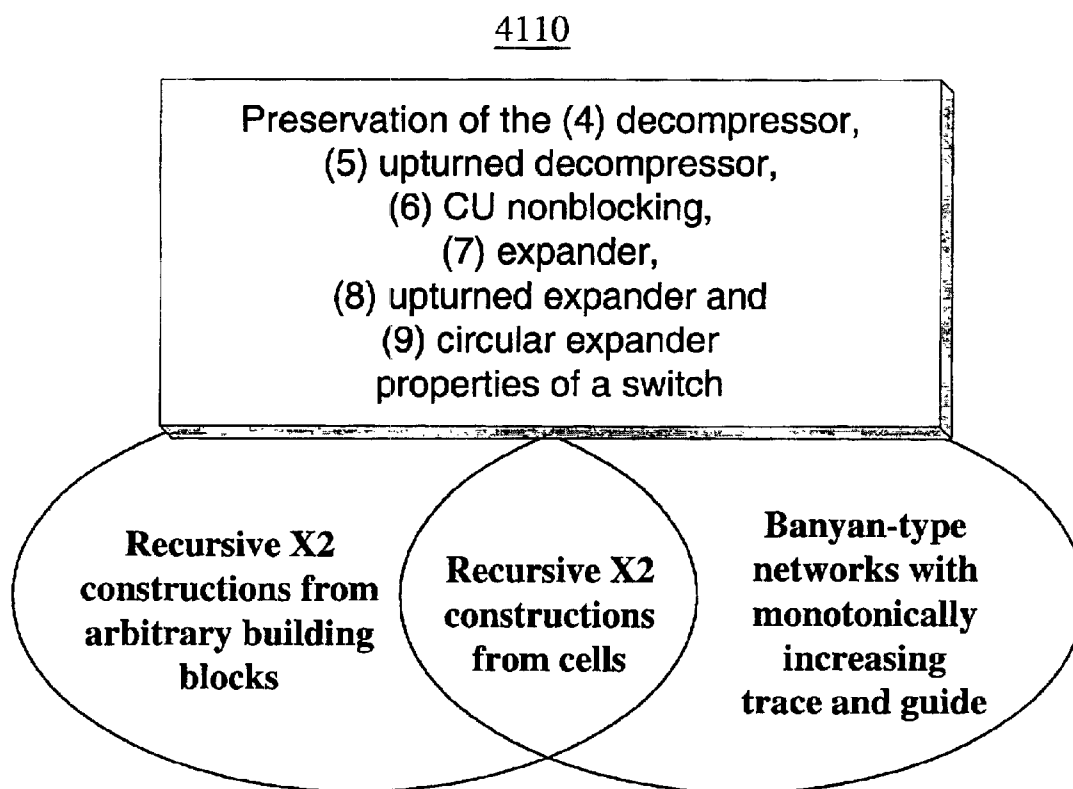 4110
Preservation of the (4) decompressor,
(5) upturned decompressor,
(6) CU nonblocking,
(7) expander,
(8) upturned expander and
(9) circular expander
properties of a switch
Recursive X2
constructions from
arbitrary building
blocks
Recursive X2
constructions
from cells
Banyan-type
networks with
monotonically
increasing
trace and guide